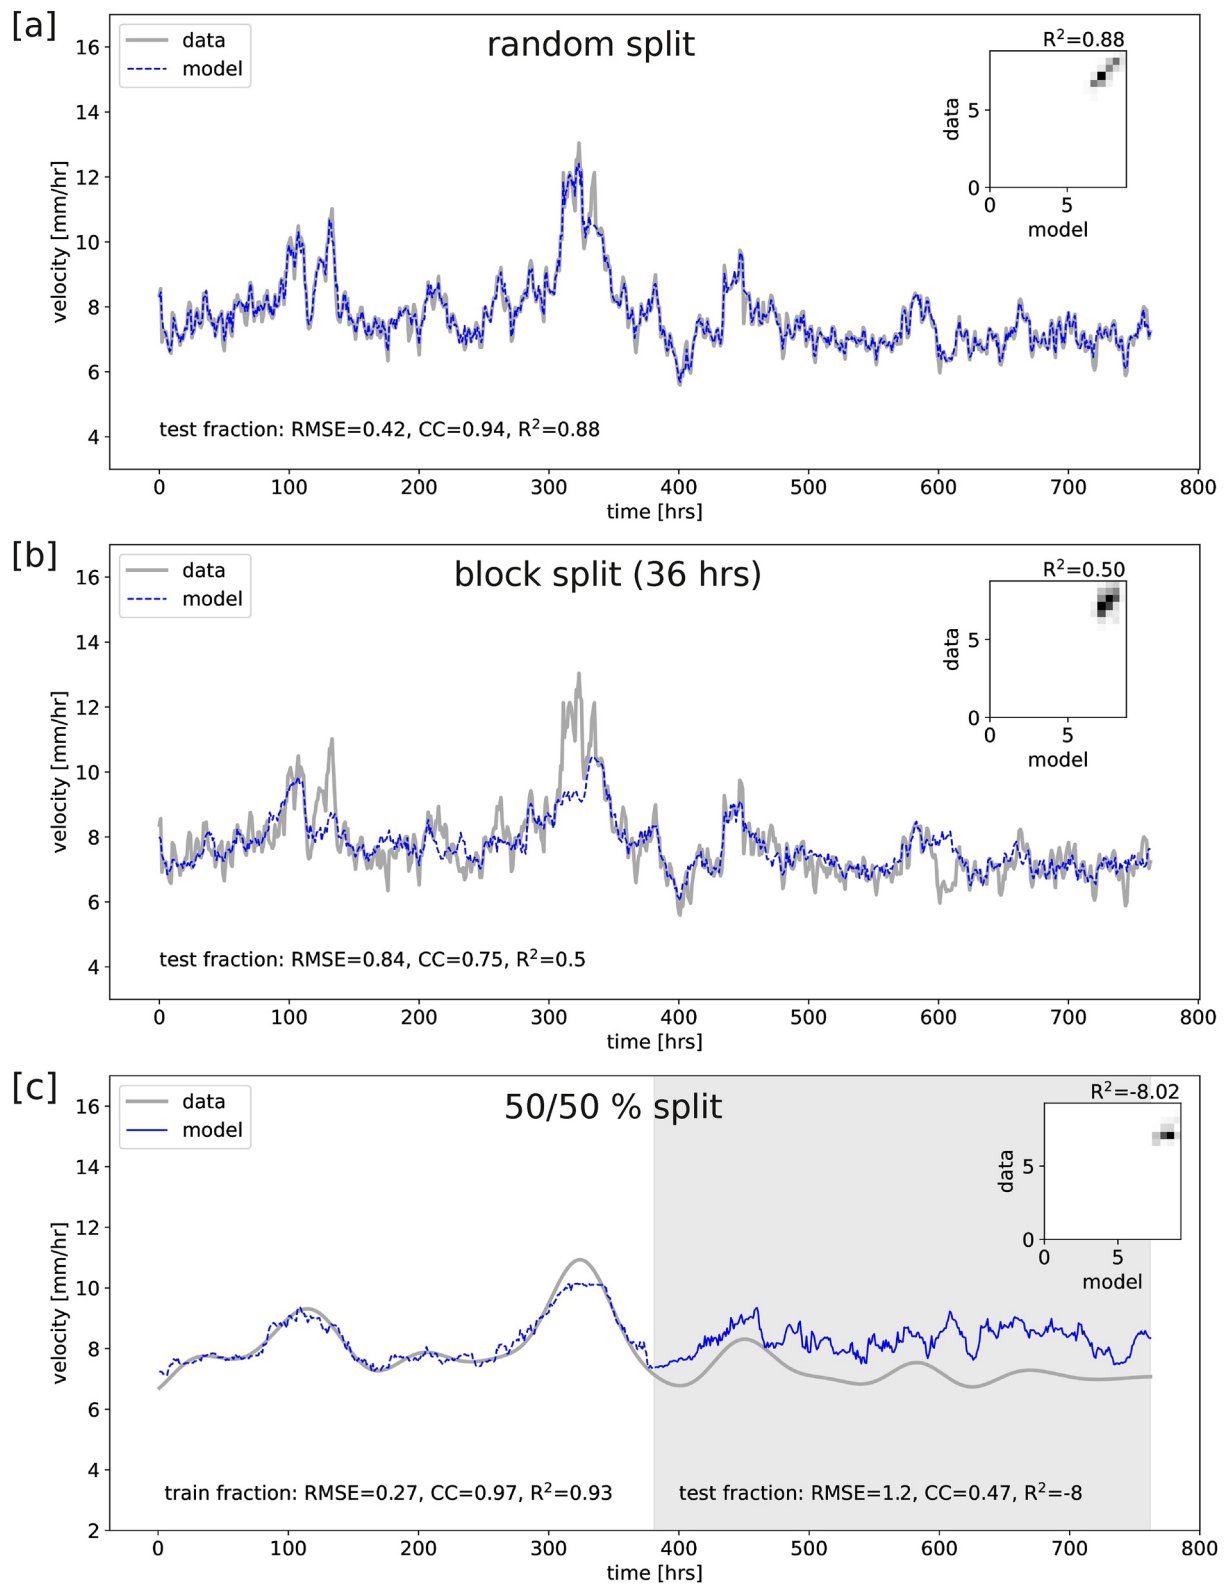 [a]
data
model
random split
R²=0.88
16
14
12
10
8
6
4
velocity [mm/hr]
data
5
0
0 5
model
test fraction: RMSE=0.42, CC=0.94, R²=0.88
0 100 200 300 400 500 600 700 800
time [hrs]
[b]
data
model
block split (36 hrs)
R²=0.50
16
14
12
10
8
6
4
velocity [mm/hr]
data
5
0
0 5
model
test fraction: RMSE=0.84, CC=0.75, R²=0.5
0 100 200 300 400 500 600 700 800
time [hrs]
[c]
data
model
50/50 % split
R²=-8.02
16
14
12
10
8
6
4
2
velocity [mm/hr]
data
5
0
0 5
model
train fraction: RMSE=0.27, CC=0.97, R²=0.93
test fraction: RMSE=1.2, CC=0.47, R²=-8
0 100 200 300 400 500 600 700 800
time [hrs]